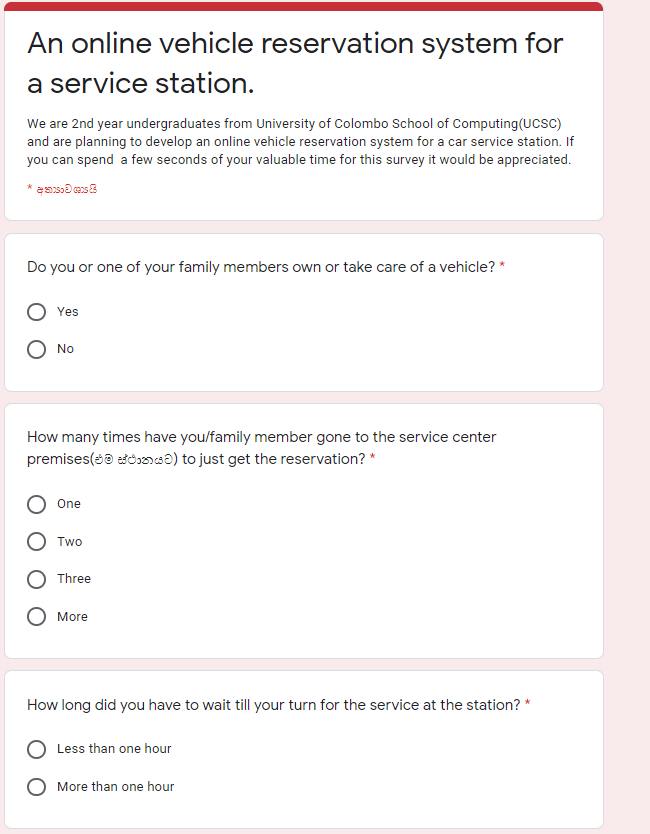 An online vehicle reservation system for
a service station.
We are 2nd year undergraduates from University of Colombo School of Computing(UCSC)
and are planning to develop an online vehicle reservation system for a car service station. If
you can spend a few seconds of your valuable time for this survey it would be appreciated.
* අත්‍යාවශ්‍යයි
Do you or one of your family members own or take care of a vehicle? *
Yes
No
How many times have you/family member gone to the service center
premises(එම ස්ථානයට) to just get the reservation? *
One
Two
Three
More
How long did you have to wait till your turn for the service at the station? *
Less than one hour
More than one hour